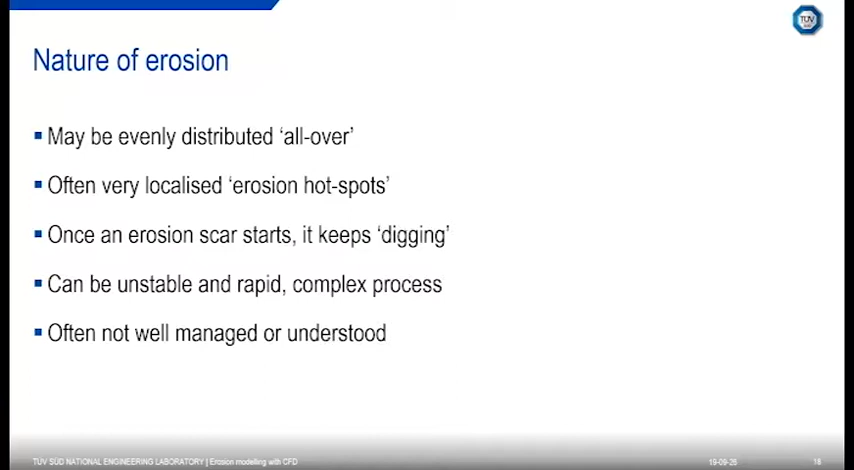 TÜV
Nature of erosion
▪ May be evenly distributed ‘all-over’
▪ Often very localised ‘erosion hot-spots’
▪ Once an erosion scar starts, it keeps ‘digging’
▪ Can be unstable and rapid, complex process
▪ Often not well managed or understood
TÜV SÜD NATIONAL ENGINEERING LABORATORY | Erosion modelling with CFD